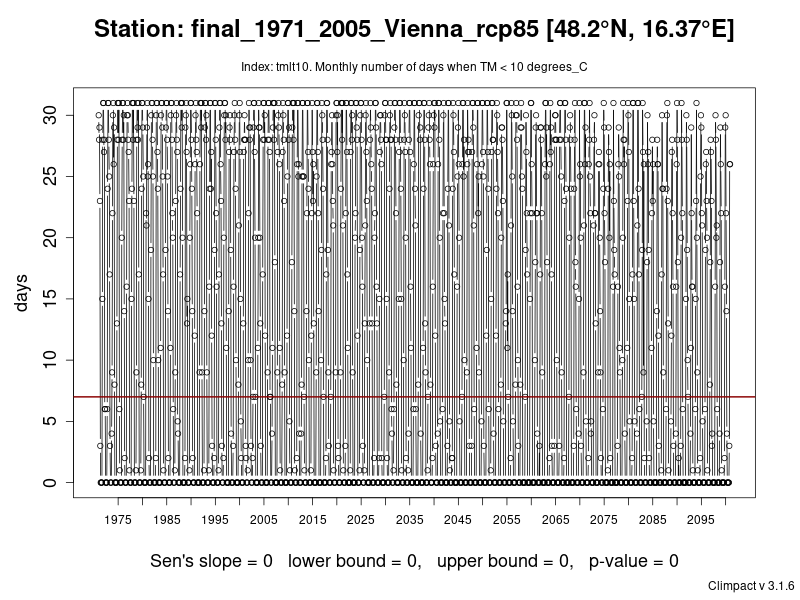 Station: final_1971_2005_Vienna_rcp85 [48.2°N, 16.37°E]
Index: tmlt10. Monthly number of days when TM < 10 degrees_C
days
30
25
20
15
10
5
0
1975 1985 1995 2005 2015 2025 2035 2045 2055 2065 2075 2085 2095
Sen's slope = 0 lower bound = 0, upper bound = 0, p-value = 0
Climpact v 3.1.6